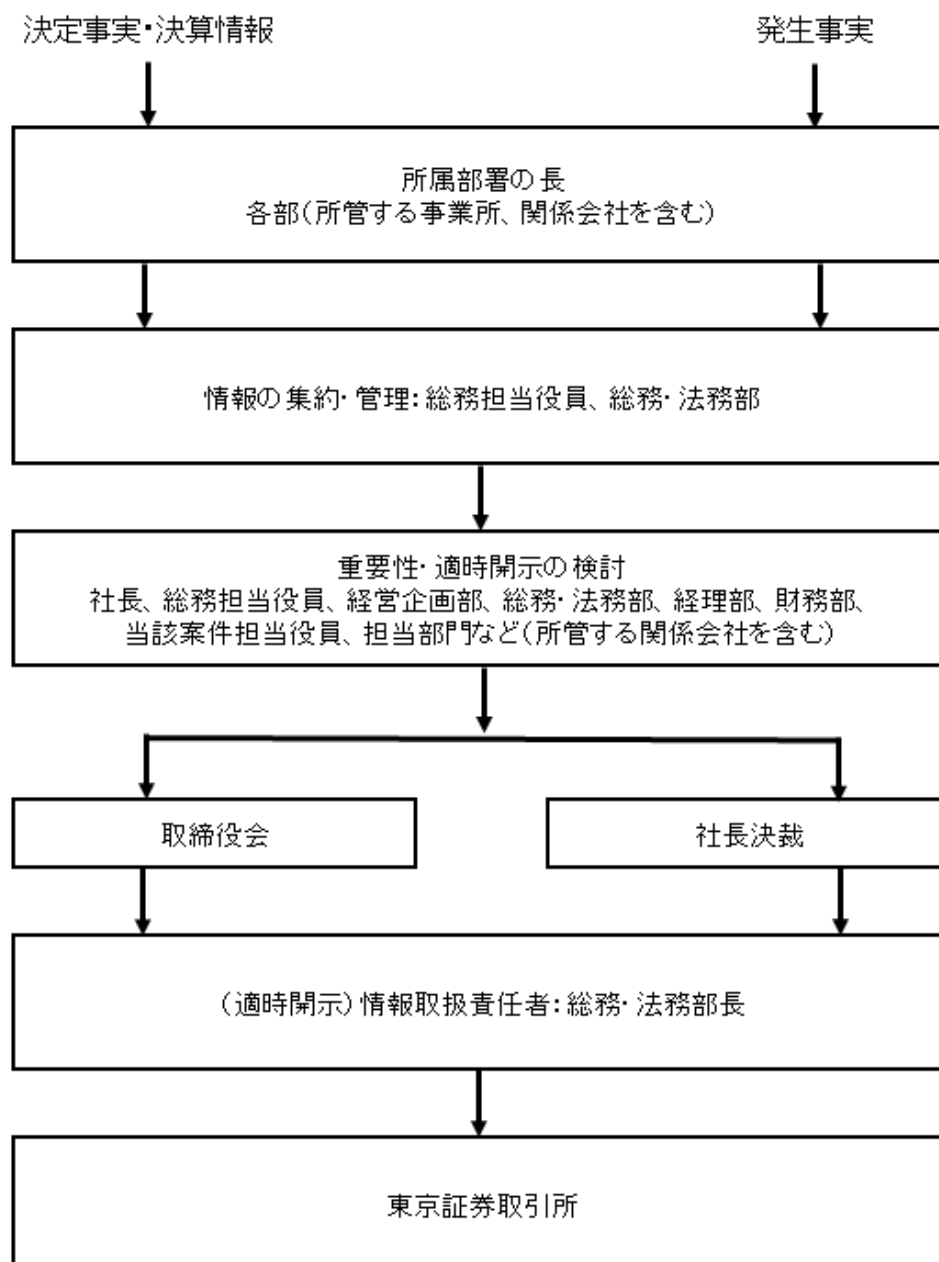 決定事実・決算情報
発生事実
所属部署の長
各部(所管する事業所、関係会社を含む)
情報の集約・管理:総務担当役員、総務・法務部
重要性・適時開示の検討
社長、総務担当役員、経営企画部、総務・法務部、経理部、財務部、
当該案件担当役員、担当部門など(所管する関係会社を含む)
取締役会
社長決裁
(適時開示)情報取扱責任者:総務・法務部長
東京証券取引所